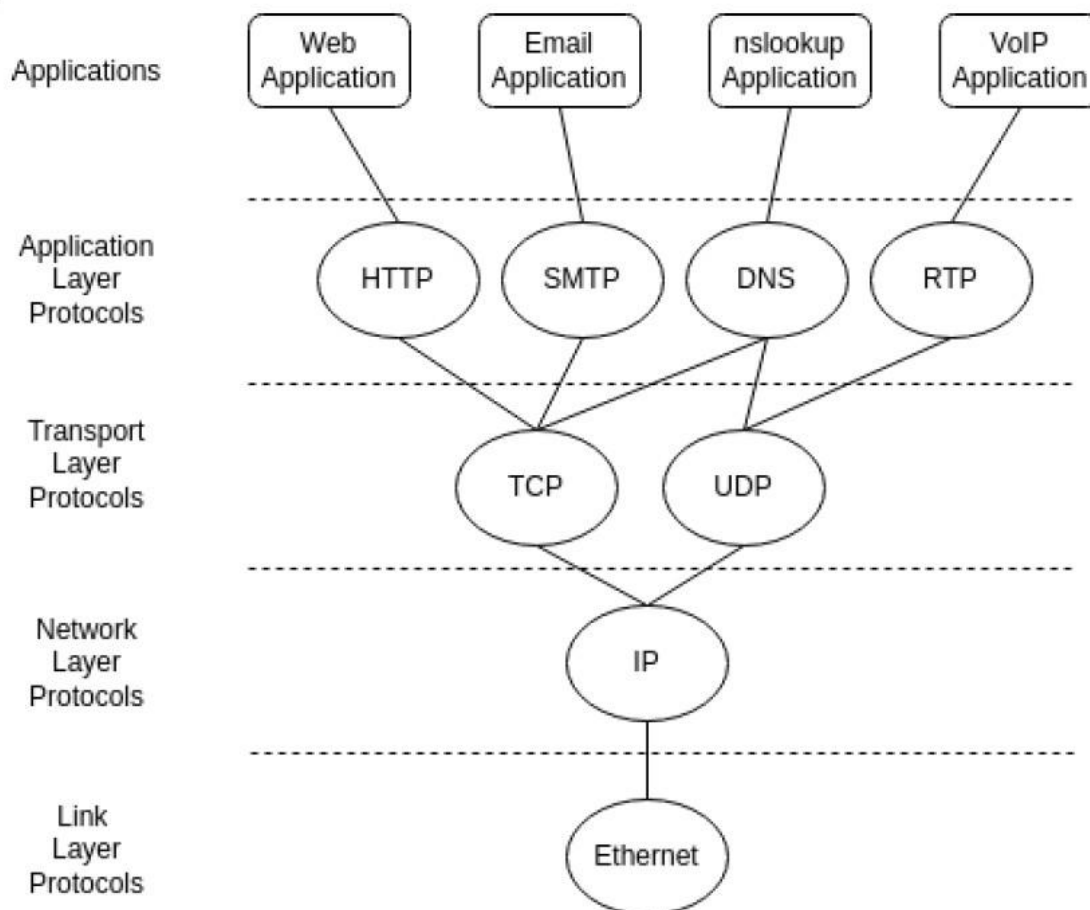 Applications
Web
Application
Email
Application
nslookup
Application
VoIP
Application
Application
Layer
Protocols
HTTP
SMTP
DNS
RTP
Transport
Layer
Protocols
TCP
UDP
Network
Layer
Protocols
IP
Link
Layer
Protocols
Ethernet